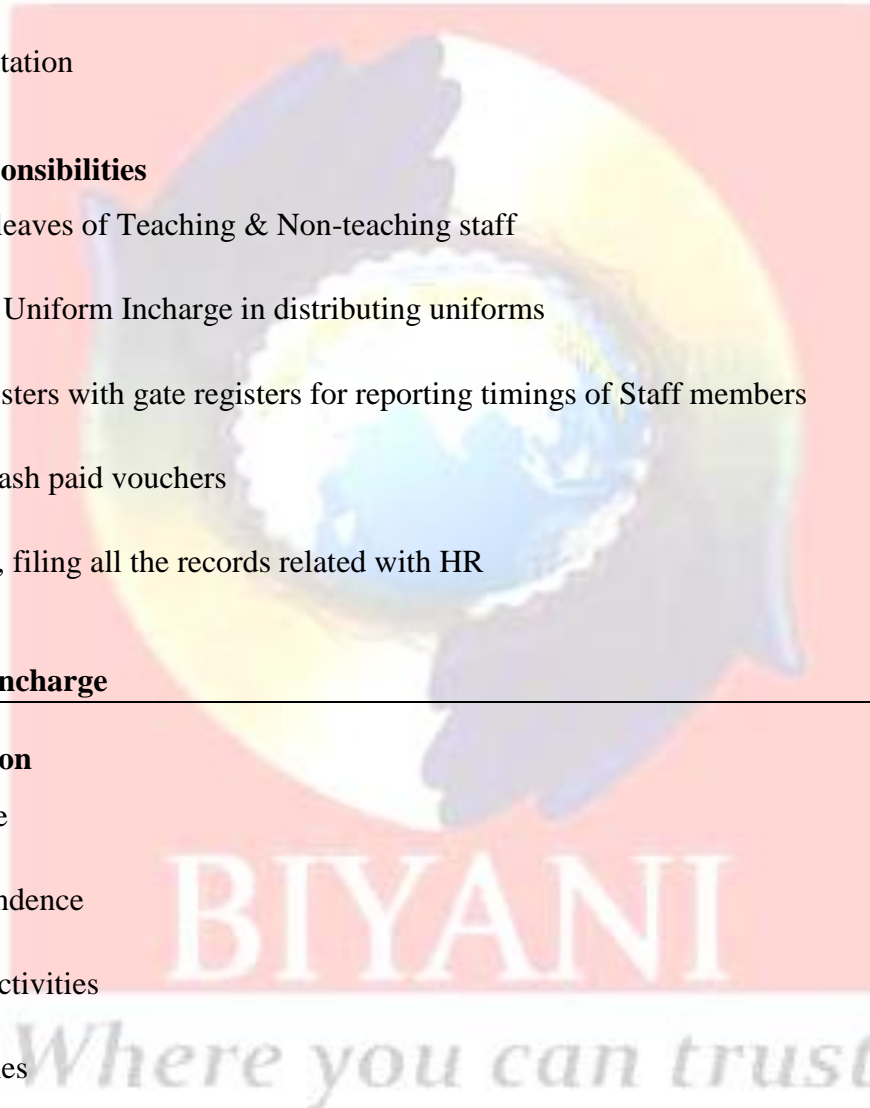 tation
onsibilities
leaves of Teaching & Non-teaching staff
Uniform Incharge in distributing uniforms
sters with gate registers for reporting timings of Staff members
ash paid vouchers
, filing all the records related with HR
ncharge
on
e
ndence
ctivities
es
BIYANI
Where you can trust